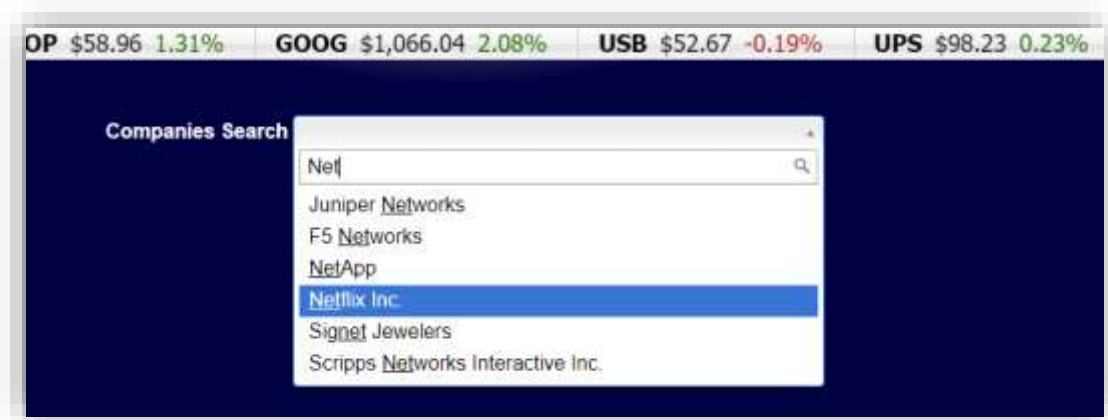 OP $58.96 1.31% GOOG $1,066.04 2.08% USB $52.67 -0.19% UPS $98.23 0.23%
Companies Search
Net
Juniper Networks
F5 Networks
NetApp
Netflix Inc.
Signet Jewelers
Scripps Networks Interactive Inc.